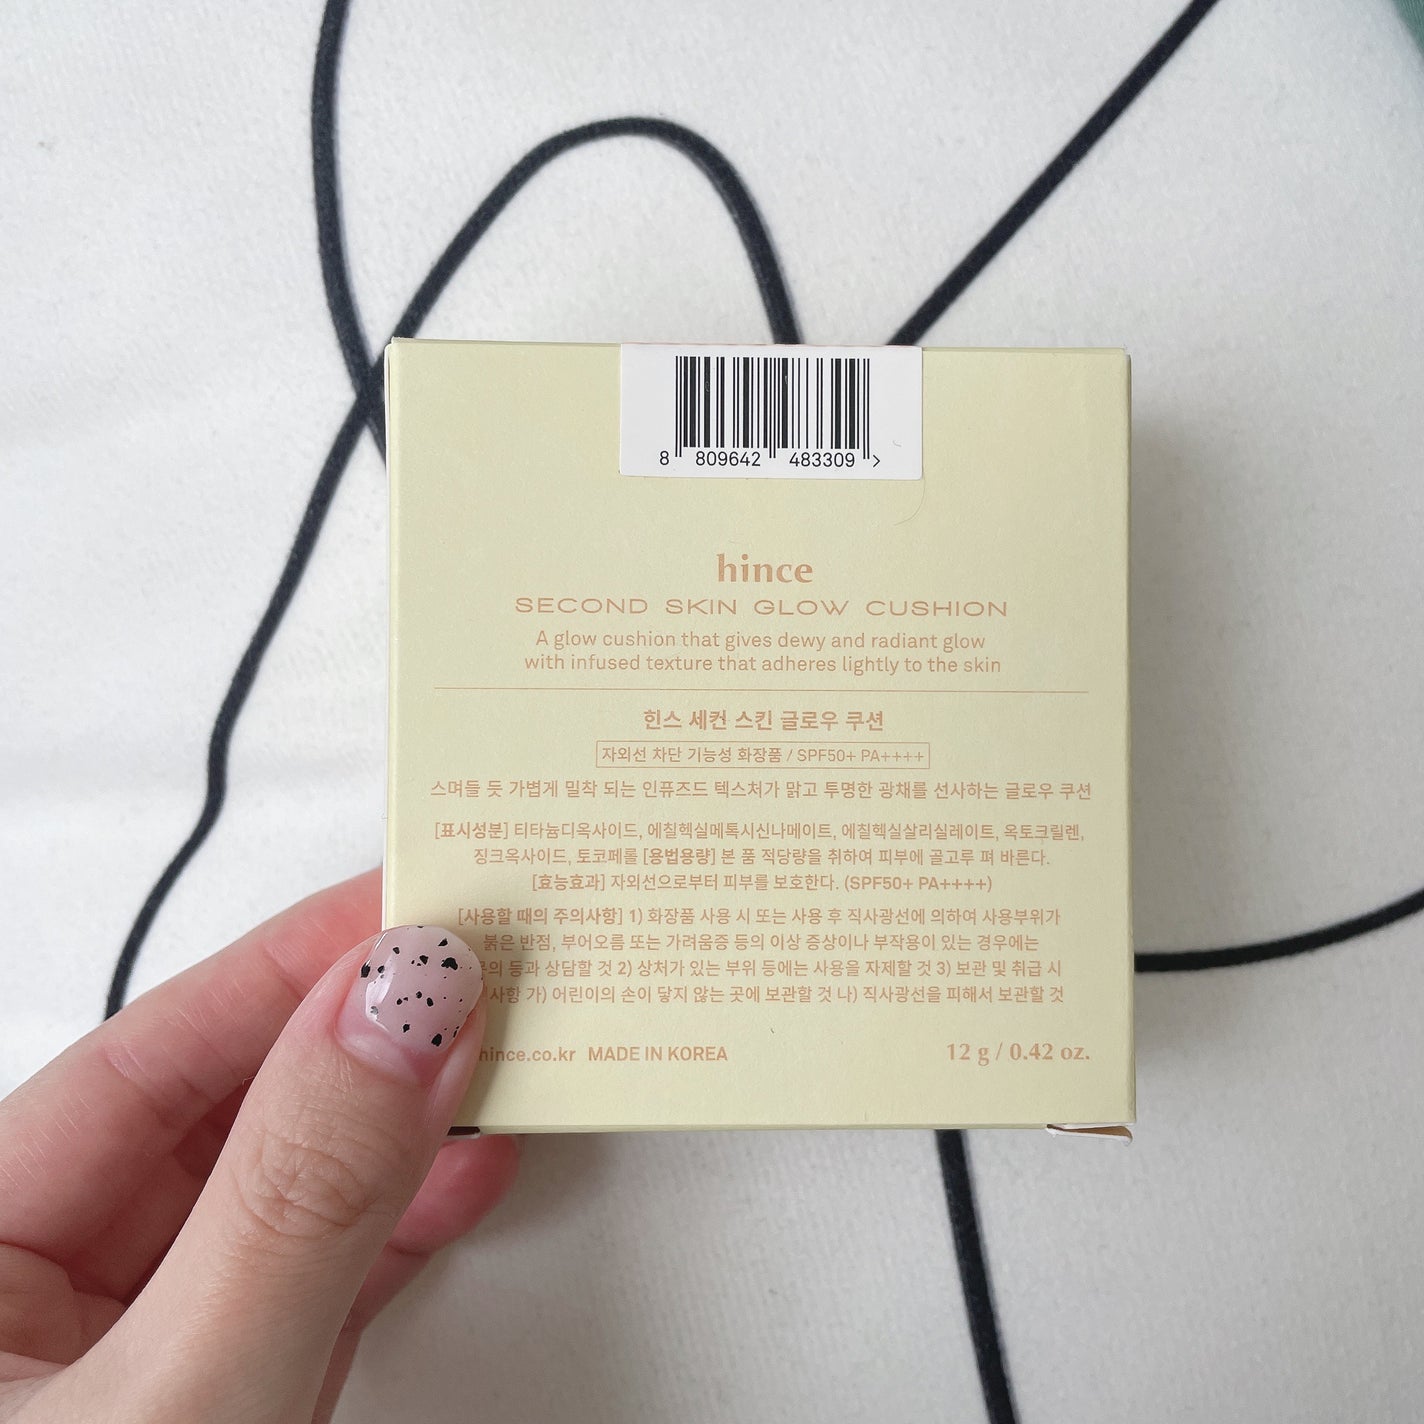 8 809642 483309 >
hince
SECOND SKIN GLOW CUSHION
A glow cushion that gives dewy and radiant glow
with infused texture that adheres lightly to the skin
힌스 세컨 스킨 글로우 쿠션
자외선 차단 기능성 화장품 / SPF50+ PA++++
스며들 듯 가볍게 밀착 되는 인퓨즈드 텍스처가 맑고 투명한 광채를 선사하는 글로우 쿠션
[표시성분] 티타늄디옥사이드, 에칠헥실메톡시신나메이트, 에칠헥실살리실레이트, 옥토크릴렌,
징크옥사이드, 토코페롤 [용법용량] 본 품 적당량을 취하여 피부에 골고루 펴 바른다.
[효능효과] 자외선으로부터 피부를 보호한다. (SPF50+ PA++++)
[사용할 때의 주의사항] 1) 화장품 사용 시 또는 사용 후 직사광선에 의하여 사용부위가
붉은 반점, 부어오름 또는 가려움증 등의 이상 증상이나 부작용이 있는 경우에는
등과 상담할 것 2) 상처가 있는 부위 등에는 사용을 자제할 것 3) 보관 및 취급 시
사항 가) 어린이의 손이 닿지 않는 곳에 보관할 것 나) 직사광선을 피해서 보관할 것
hince.co.kr MADE IN KOREA
12 g / 0.42 oz.